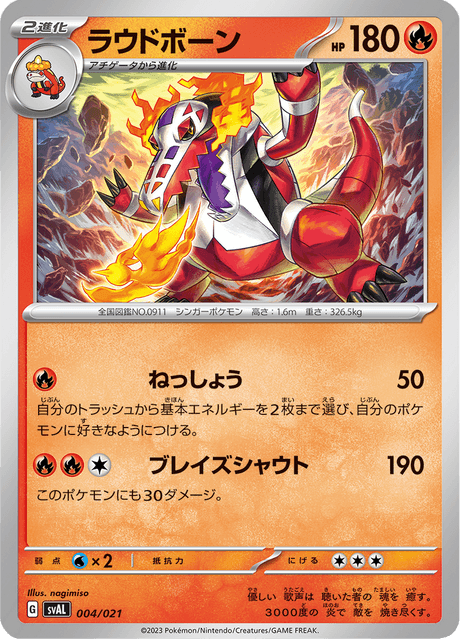 2進化 ラウドボーン HP 180
アチゲータから進化
全国図鑑NO.0911 シンガーポケモン 高さ：1.6m 重さ：326.5kg
ねっしょう 50
自分のトラッシュから基本エネルギーを2枚まで選び、自分のポケ
モンに好きなようにつける。
ブレイズシャウト 190
このポケモンにも30ダメージ。
弱点 ×2 抵抗力 にげる
Illus. nagimiso
G svAL 004/021
優しい 歌声は 聴いた者の 魂を 癒す。
3000度の 炎で 敵を 焼き尽くす。
©2023 Pokémon/Nintendo/Creatures/GAME FREAK.